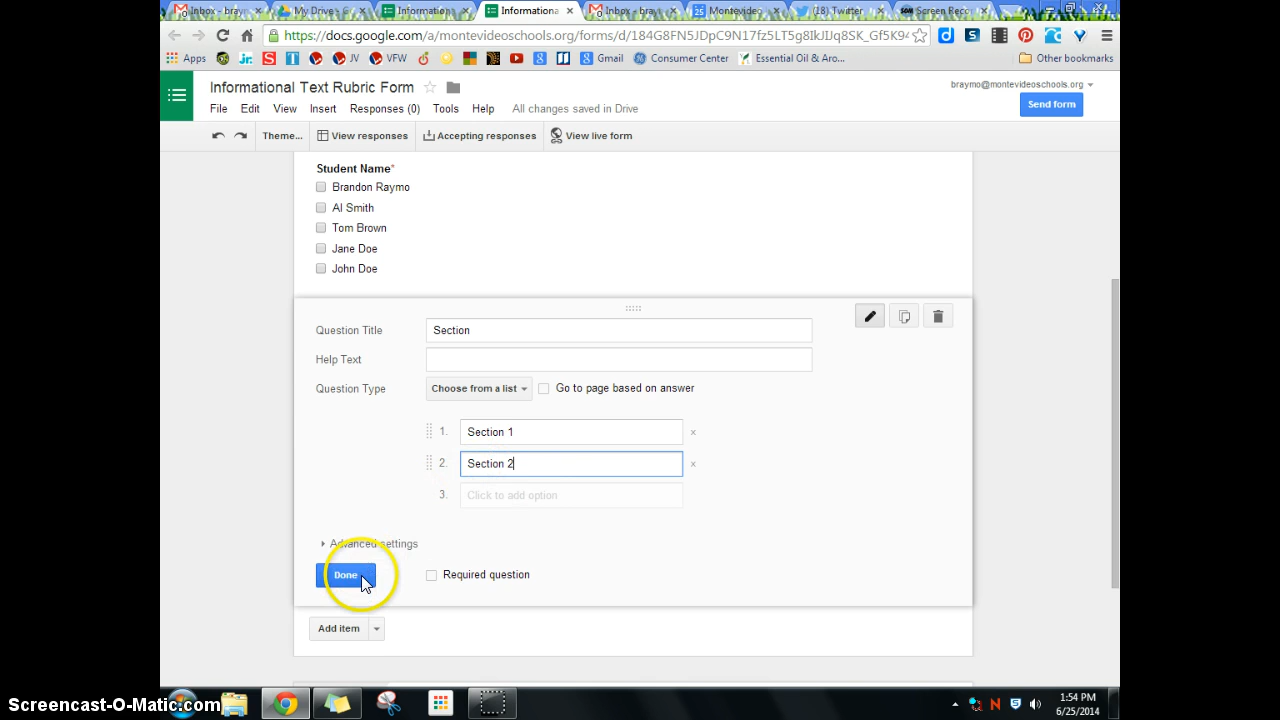 Inbox - bray
My Drive - G
Informationa
Informationa
Inbox - bray
Montevideo
(18) Twitter
Screen Reco
https://docs.google.com/a/montevideoschools.org/forms/d/184G8FN5JDpC9N17fz5LT5g8IkJUq8SK_Gf5K94
Apps
JV
VFW
Gmail
Consumer Center
Essential Oil & Aro...
Other bookmarks
Informational Text Rubric Form
braymo@montevideoschools.org
File Edit View Insert Responses (0) Tools Help All changes saved in Drive
Send form
Theme... View responses Accepting responses View live form
Student Name*
Brandon Raymo
Al Smith
Tom Brown
Jane Doe
John Doe
Question Title Section
Help Text
Question Type Choose from a list Go to page based on answer
1. Section 1
2. Section 2
3. Click to add option
Advanced settings
Done Required question
Add item
Screencast-O-Matic.com
1:54 PM
6/25/2014